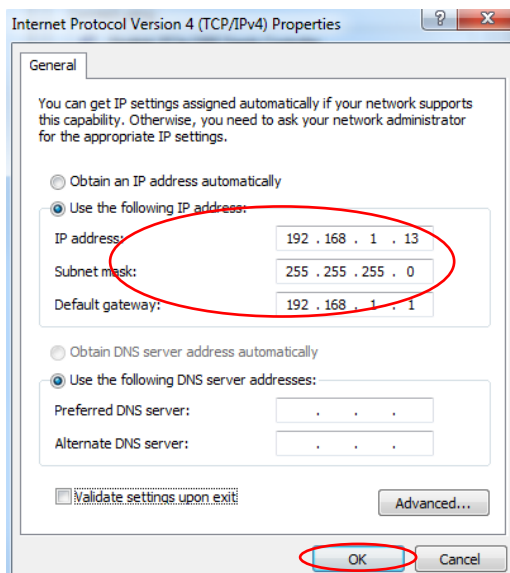 Internet Protocol Version 4 (TCP/IPv4) Properties
?
X
General
You can get IP settings assigned automatically if your network supports
this capability. Otherwise, you need to ask your network administrator
for the appropriate IP settings.
Obtain an IP address automatically
Use the following IP address:
IP address: 192 . 168 . 1 . 13
Subnet mask: 255 . 255 . 255 . 0
Default gateway: 192 . 168 . 1 . 1
Obtain DNS server address automatically
Use the following DNS server addresses:
Preferred DNS server: . . .
Alternate DNS server: . . .
Validate settings upon exit
Advanced...
OK Cancel